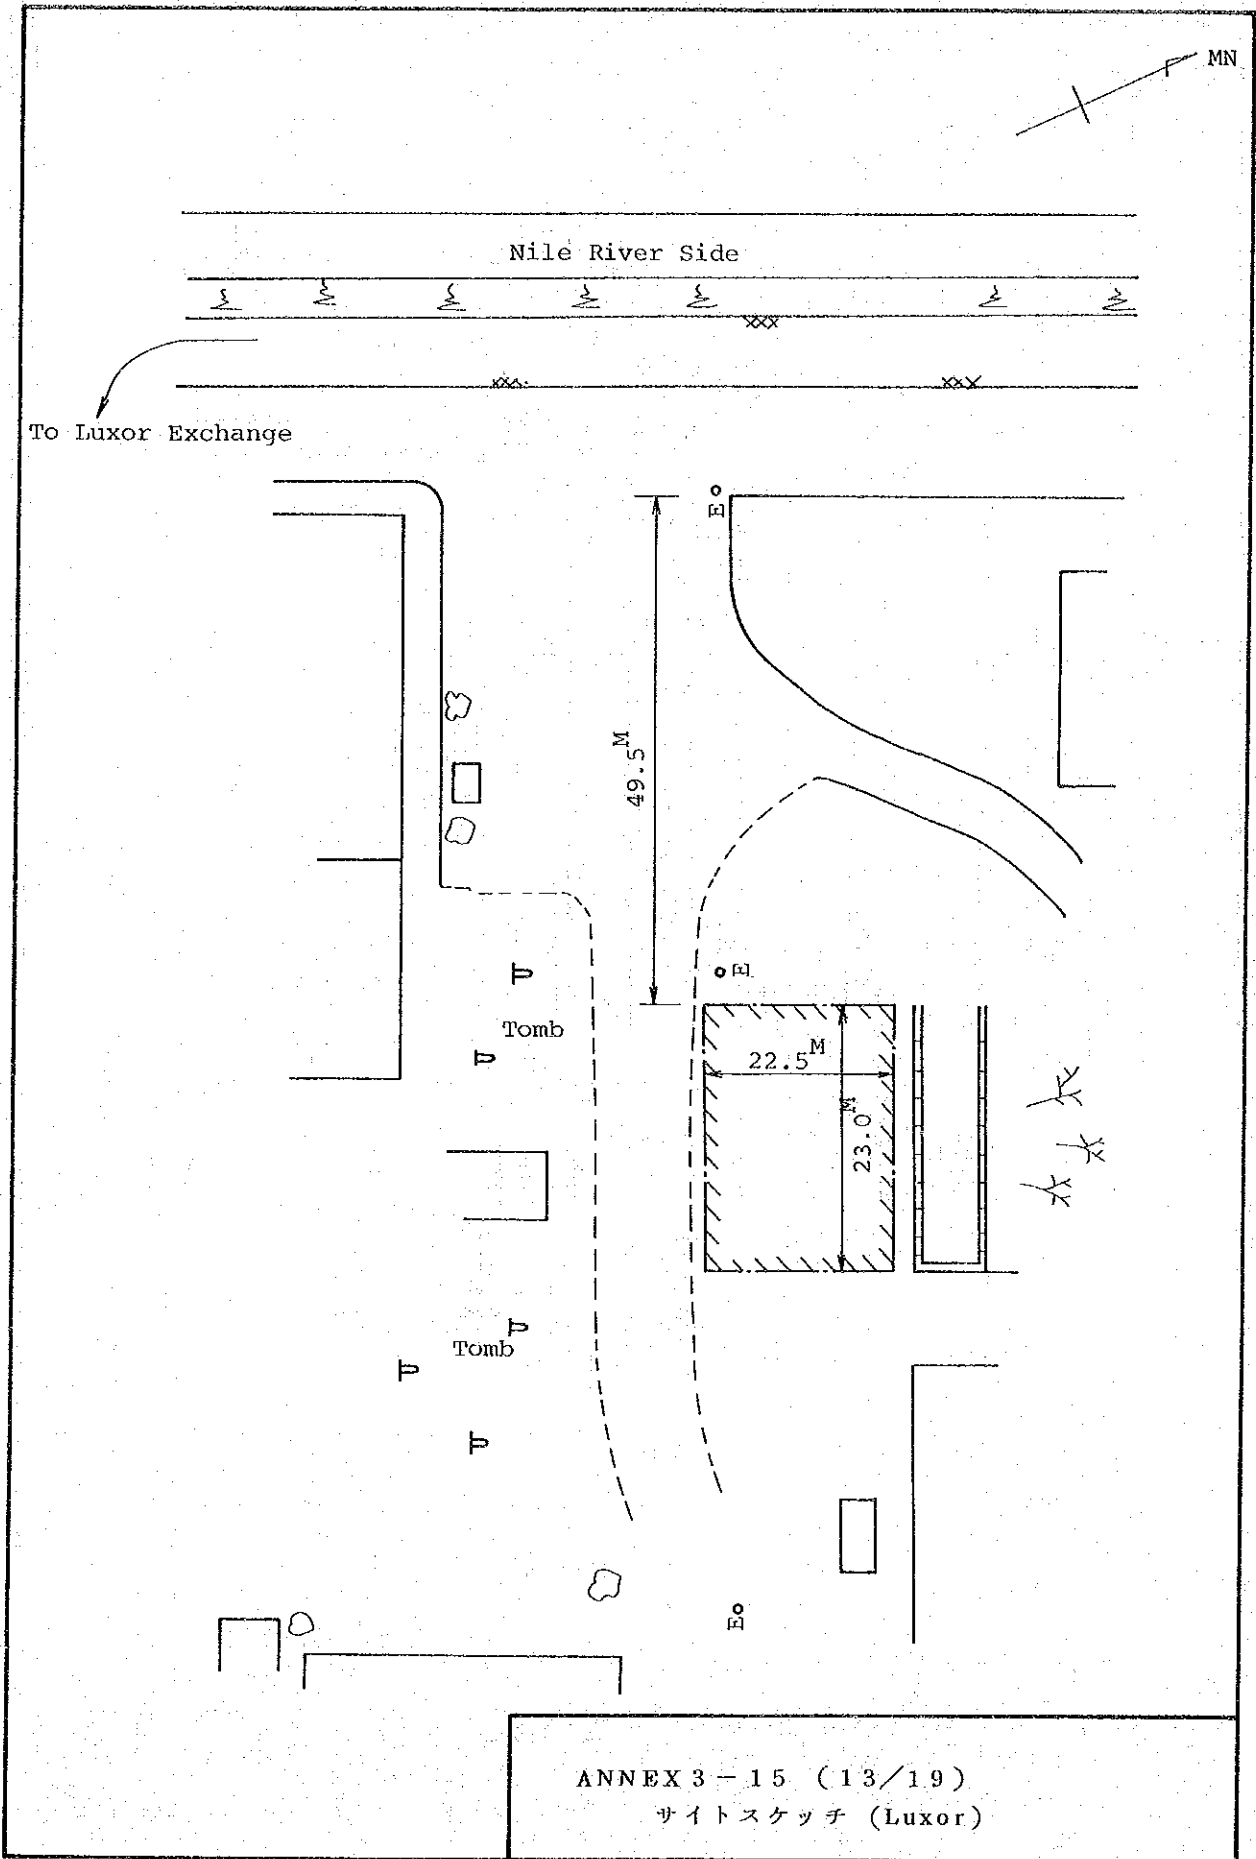 MN
Nile River Side
To Luxor Exchange
E
49.5M
E
Tomb
22.5M
23.0M
Tomb
E
ANNEX 3-15 (13/19)
サイトスケッチ (Luxor)